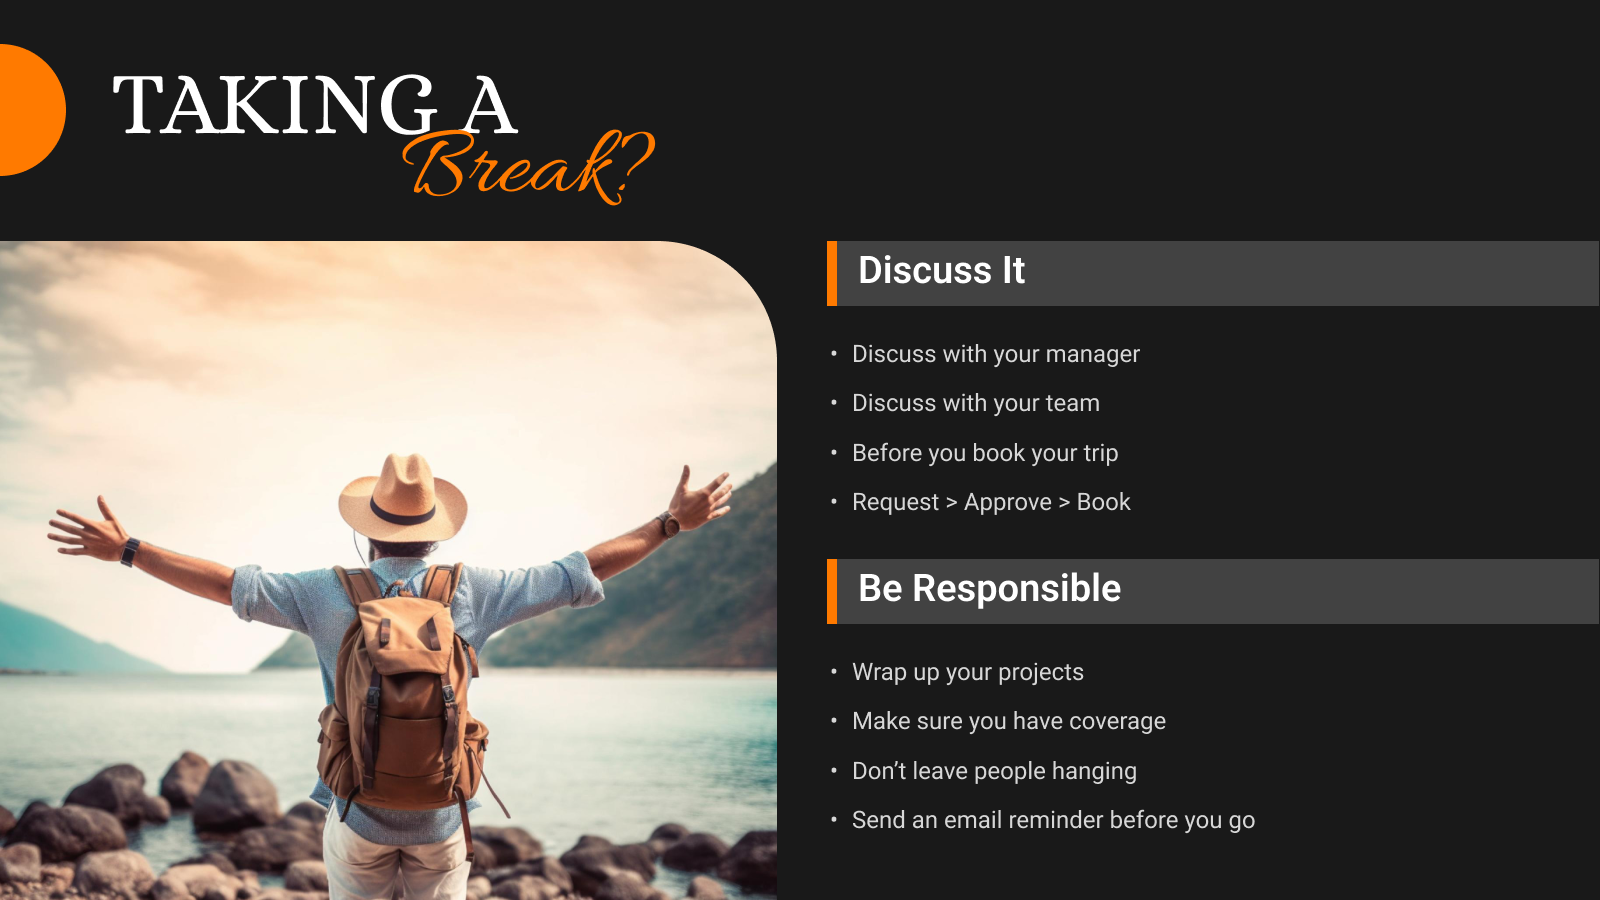 TAKING A
Break?
Discuss It
• Discuss with your manager
• Discuss with your team
• Before you book your trip
• Request > Approve > Book
Be Responsible
• Wrap up your projects
• Make sure you have coverage
• Don’t leave people hanging
• Send an email reminder before you go